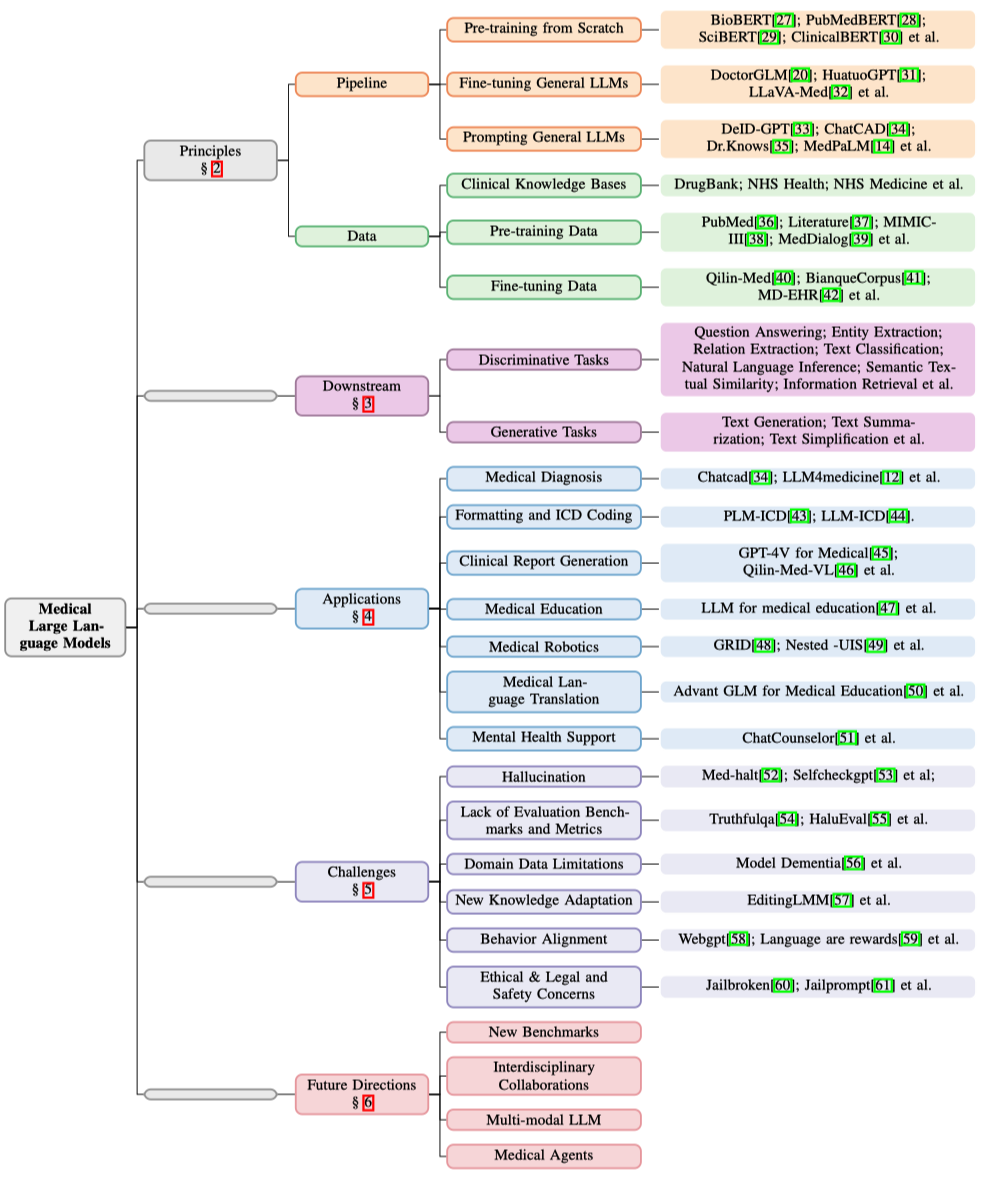 Medical
Large Lan-
guage Models
Principles
§ 2
Pipeline
Pre-training from Scratch
BioBERT[27]; PubMedBERT[28];
SciBERT[29]; ClinicalBERT[30] et al.
Fine-tuning General LLMs
DoctorGLM[20]; HuatuoGPT[31];
LLaVA-Med[32] et al.
Prompting General LLMs
DeID-GPT[33]; ChatCAD[34];
Dr.Knows[35]; MedPaLM[14] et al.
Data
Clinical Knowledge Bases
DrugBank; NHS Health; NHS Medicine et al.
Pre-training Data
PubMed[36]; Literature[37]; MIMIC-
III[38]; MedDialog[39] et al.
Fine-tuning Data
Qilin-Med[40]; BianqueCorpus[41];
MD-EHR[42] et al.
Downstream
§ 3
Discriminative Tasks
Question Answering; Entity Extraction;
Relation Extraction; Text Classification;
Natural Language Inference; Semantic Tex-
tual Similarity; Information Retrieval et al.
Generative Tasks
Text Generation; Text Summa-
rization; Text Simplification et al.
Applications
§ 4
Medical Diagnosis
Chatcad[34]; LLM4medicine[12] et al.
Formatting and ICD Coding
PLM-ICD[43]; LLM-ICD[44].
Clinical Report Generation
GPT-4V for Medical[45];
Qilin-Med-VL[46] et al.
Medical Education
LLM for medical education[47] et al.
Medical Robotics
GRID[48]; Nested -UIS[49] et al.
Medical Lan-
guage Translation
Advant GLM for Medical Education[50] et al.
Mental Health Support
ChatCounselor[51] et al.
Challenges
§ 5
Hallucination
Med-halt[52]; Selfcheckgpt[53] et al;
Lack of Evaluation Bench-
marks and Metrics
Truthfulqa[54]; HaluEval[55] et al.
Domain Data Limitations
Model Dementia[56] et al.
New Knowledge Adaptation
EditingLMM[57] et al.
Behavior Alignment
Webgpt[58]; Language are rewards[59] et al.
Ethical & Legal and
Safety Concerns
Jailbroken[60]; Jailprompt[61] et al.
Future Directions
§ 6
New Benchmarks
Interdisciplinary
Collaborations
Multi-modal LLM
Medical Agents